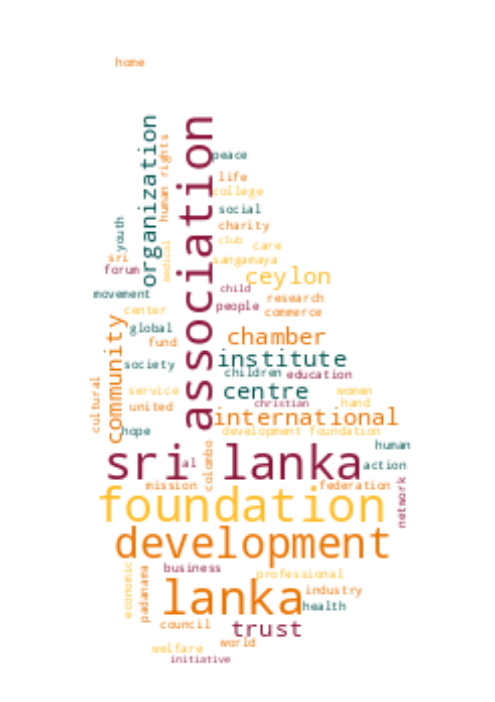 home
organization
association
human rights
peace
life
college
social
youth
charity
club
care
medical
sri
forum
sangamaya
ceylon
child
movement
research
people
commerce
center
community
global
chamber
fund
institute
society
children
education
cultural
service
centre
women
united
christian
hand
international
hope
development foundation
human
sri lanka
al
colombo
action
mission
federation
foundation
network
development
business
economic
padanama
professional
lanka
industry
health
council
trust
world
welfare
initiative